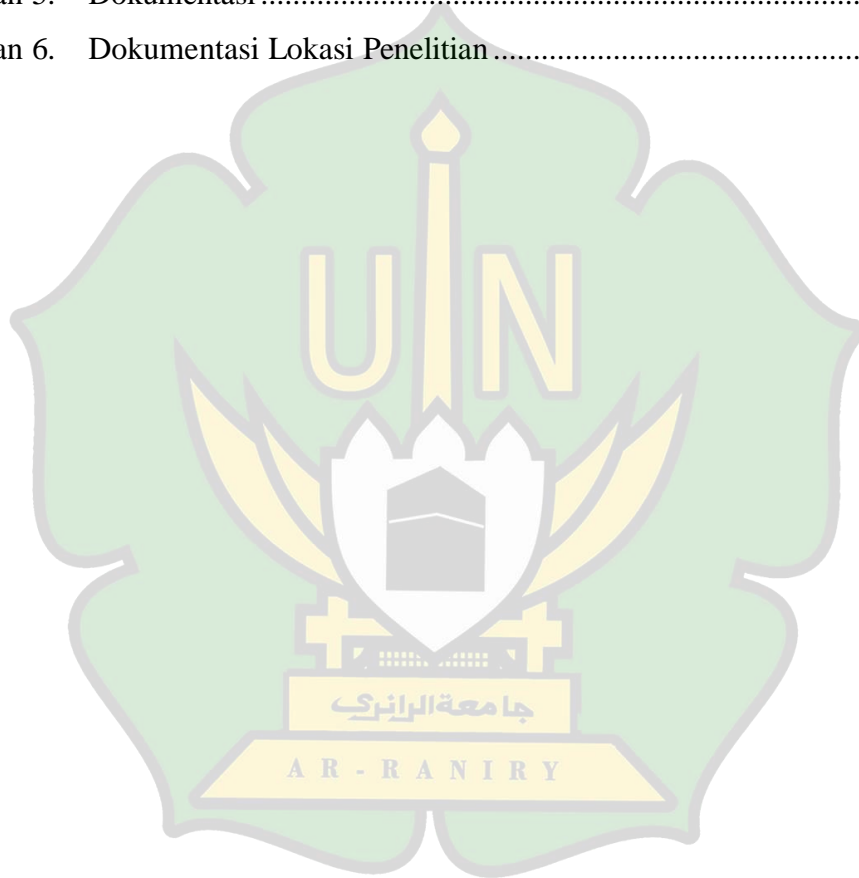 an 5. Dokumentasi ........................................................................
an 6. Dokumentasi Lokasi Penelitian .............................................
UIN
جامعةالرانري
AR-RANIRY